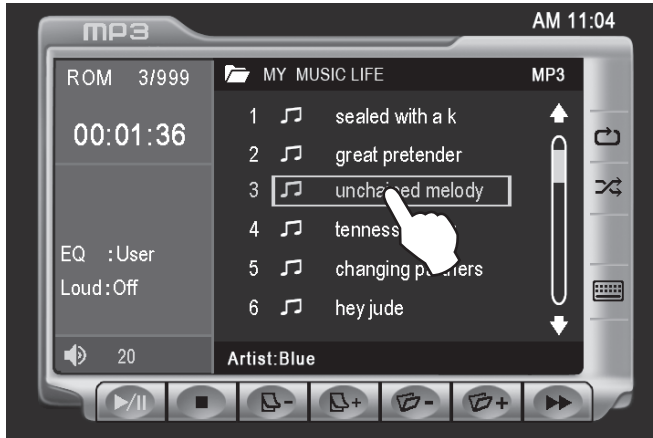 AM 11:04
mp3
ROM 3/999
MY MUSIC LIFE MP3
00:01:36
1 sealed with a k
2 great pretender
3 unchained melody
4 tenness
5 changing partners
6 hey jude
EQ :User
Loud:Off
20
Artist:Blue
- + - +